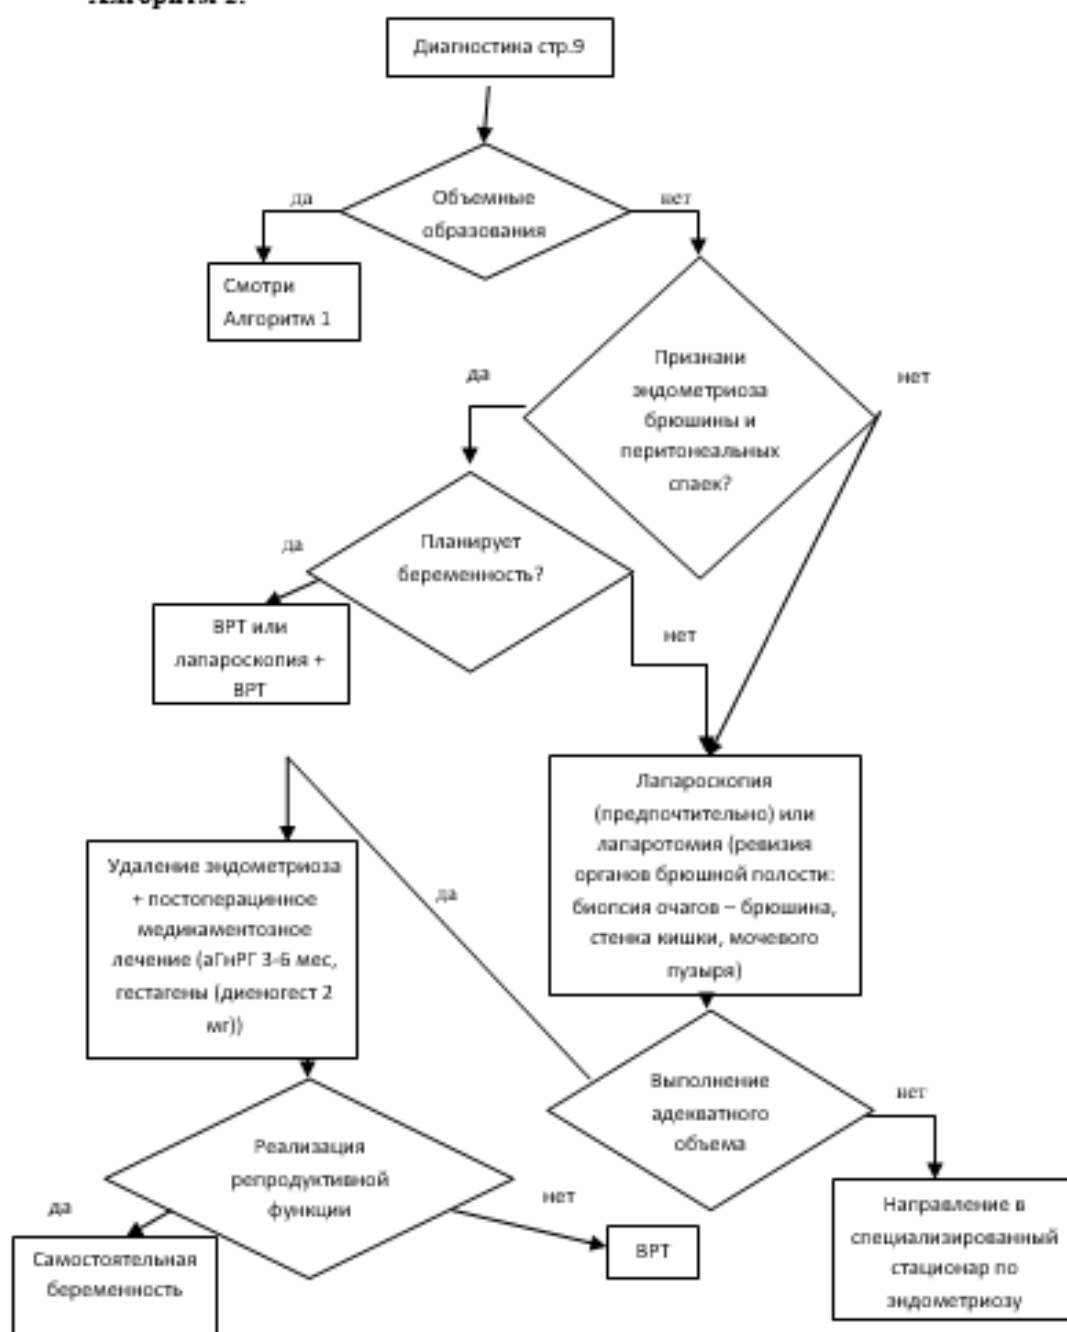 Алгоритм 2.
Диагностика стр.9
да
Объемные
образования
нет
Смотри
Алгоритм 1
Признаки
эндометриоза
брюшины и
перитонеальных
спаек?
да
нет
Планирует
беременность?
да
нет
ВРТ или
лапароскопия +
ВРТ
Лапароскопия
(предпочтительно) или
лапаротомия (ревизия
органов брюшной полости:
биопсия очагов – брюшина,
стенка кишки, мочевого
пузыря)
Удаление эндометриоза
+ постоперацинное
медикаментозное
лечение (аГнРГ 3-6 мес,
гестагены (диеногест 2
мг))
да
Выполнение
адекватного
объема
нет
Реализация
репродуктивной
функции
да
нет
Самостоятельная
беременность
ВРТ
Направление в
специализированный
стационар по
эндометриозу